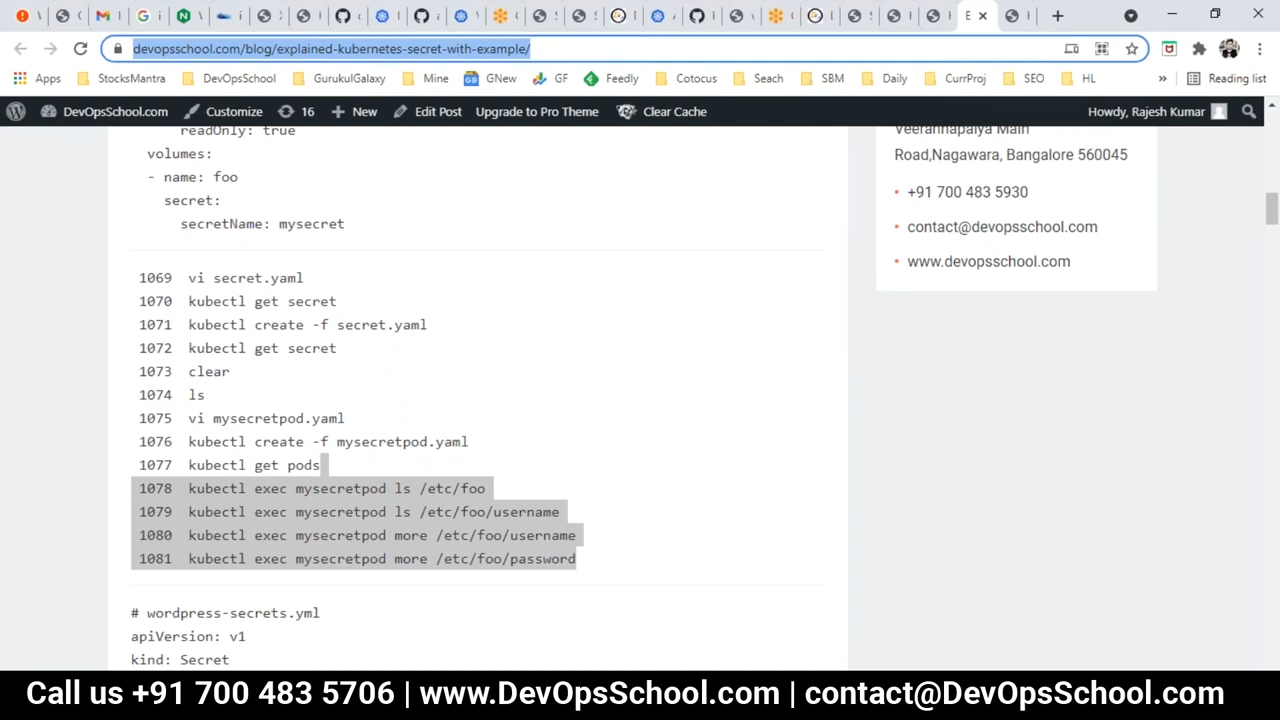 devopsschool.com/blog/explained-kubernetes-secret-with-example/
Apps StocksMantra DevOpsSchool GurukulGalaxy Mine GNew GF Feedly Cotocus Seach SBM Daily CurrProj SEO HL » Reading list
DevOpsSchool.com Customize 16 New Edit Post Upgrade to Pro Theme Clear Cache Howdy, Rajesh Kumar
readOnly: true
volumes:
- name: foo
secret:
secretName: mysecret
1069 vi secret.yaml
1070 kubectl get secret
1071 kubectl create -f secret.yaml
1072 kubectl get secret
1073 clear
1074 ls
1075 vi mysecretpod.yaml
1076 kubectl create -f mysecretpod.yaml
1077 kubectl get pods
1078 kubectl exec mysecretpod ls /etc/foo
1079 kubectl exec mysecretpod ls /etc/foo/username
1080 kubectl exec mysecretpod more /etc/foo/username
1081 kubectl exec mysecretpod more /etc/foo/password
# wordpress-secrets.yml
apiVersion: v1
kind: Secret
Veerannapalya Main
Road,Nagawara, Bangalore 560045
• +91 700 483 5930
• contact@devopsschool.com
• www.devopsschool.com
Call us +91 700 483 5706 | www.DevOpsSchool.com | contact@DevOpsSchool.com